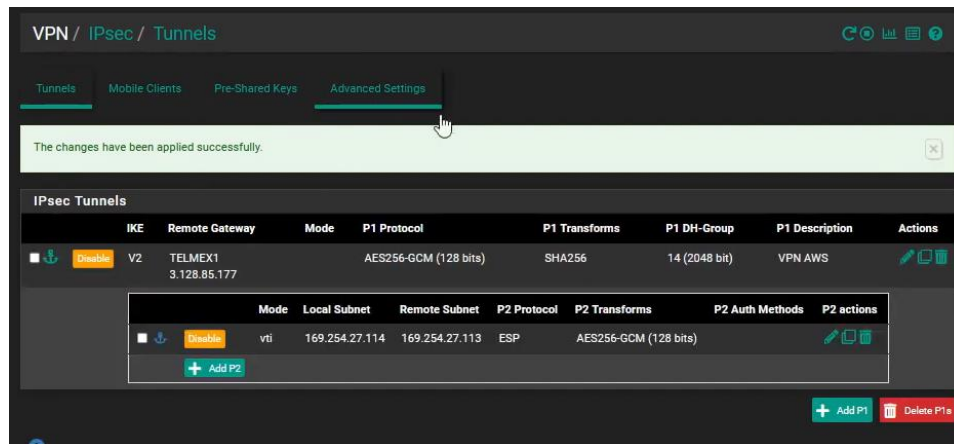 VPN / IPsec / Tunnels
Tunnels Mobile Clients Pre-Shared Keys Advanced Settings
The changes have been applied successfully.
IPsec Tunnels
IKE Remote Gateway Mode P1 Protocol P1 Transforms P1 DH-Group P1 Description Actions
Disable V2 TELMEX1 AES256-GCM (128 bits) SHA256 14 (2048 bit) VPN AWS
3.128.85.177
Mode Local Subnet Remote Subnet P2 Protocol P2 Transforms P2 Auth Methods P2 actions
Disable vti 169.254.27.114 169.254.27.113 ESP AES256-GCM (128 bits)
Add P2
Add P1 Delete P1s